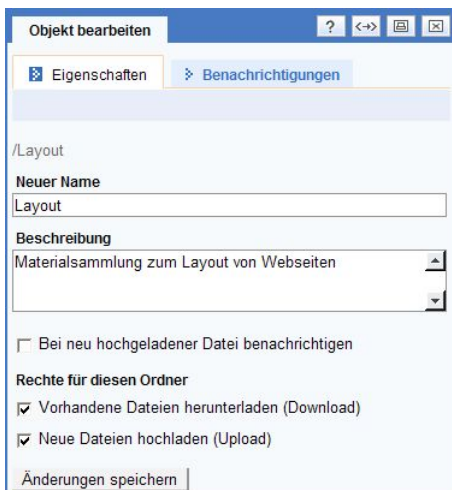 Objekt bearbeiten
?
Eigenschaften
Benachrichtigungen
/Layout
Neuer Name
Layout
Beschreibung
Materialsammlung zum Layout von Webseiten
Bei neu hochgeladener Datei benachrichtigen
Rechte für diesen Ordner
Vorhandene Dateien herunterladen (Download)
Neue Dateien hochladen (Upload)
Änderungen speichern